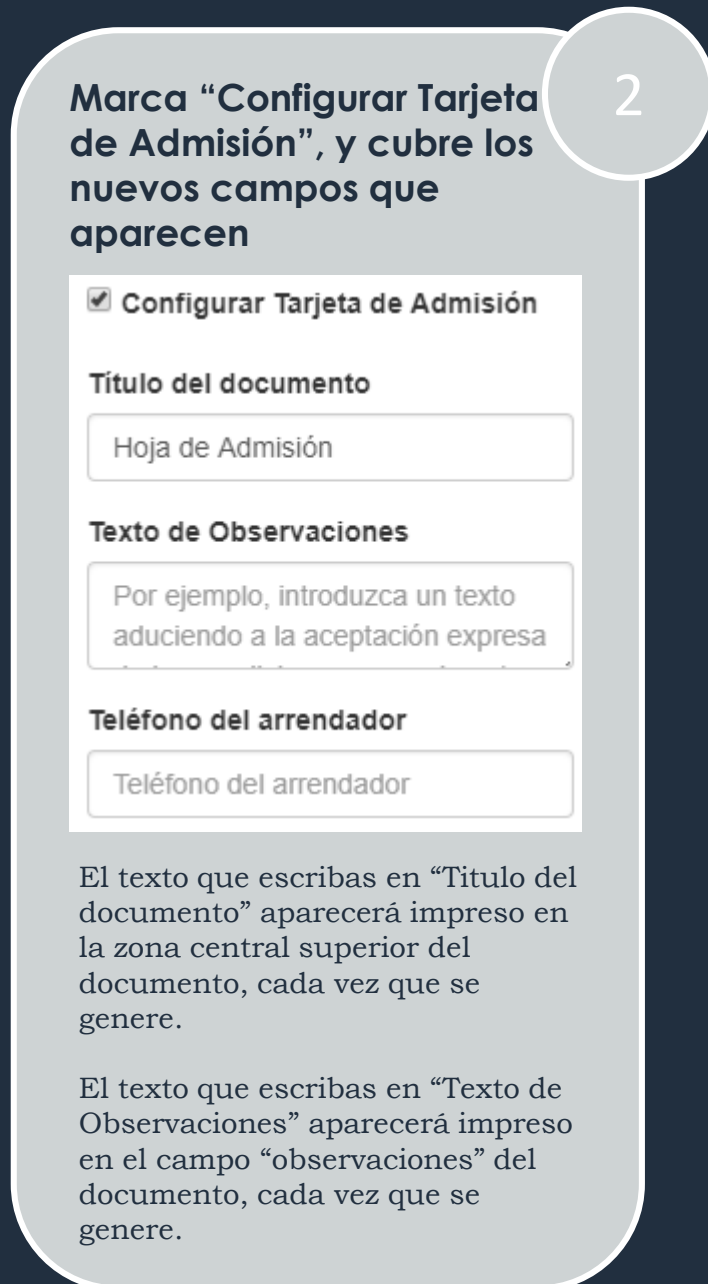 2
Marca “Configurar Tarjeta
de Admisión”, y cubre los
nuevos campos que
aparecen
Configurar Tarjeta de Admisión
Título del documento
Hoja de Admisión
Texto de Observaciones
Por ejemplo, introduzca un texto
aduciendo a la aceptación expresa
Teléfono del arrendador
Teléfono del arrendador
El texto que escribas en “Titulo del
documento” aparecerá impreso en
la zona central superior del
documento, cada vez que se
genere.
El texto que escribas en “Texto de
Observaciones” aparecerá impreso
en el campo “observaciones” del
documento, cada vez que se
genere.